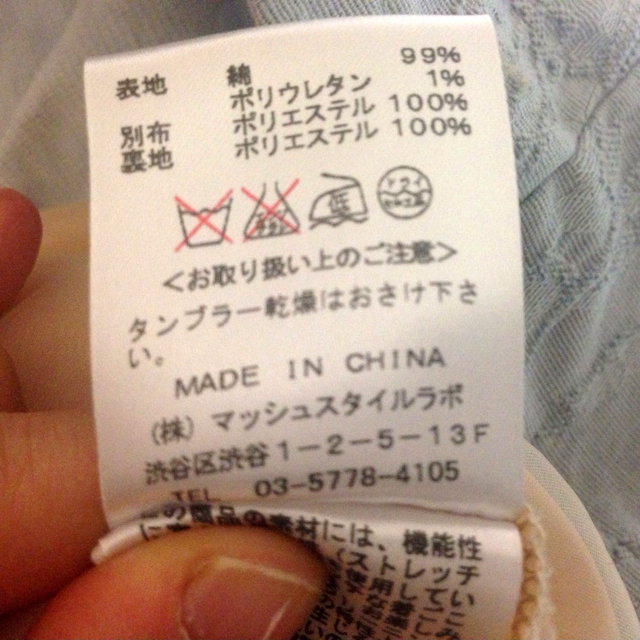 表地 綿 99%
ポリウレタン 1%
別布 ポリエステル 100%
裏地 ポリエステル 100%
<お取り扱い上のご注意>
タンブラー乾燥はおさけ下さ
い。
MADE IN CHINA
(株) マッシュスタイルラボ
渋谷区渋谷1-2-5-13F
TEL 03-5778-4105
この商品の素材には、機能性
ストレッチ